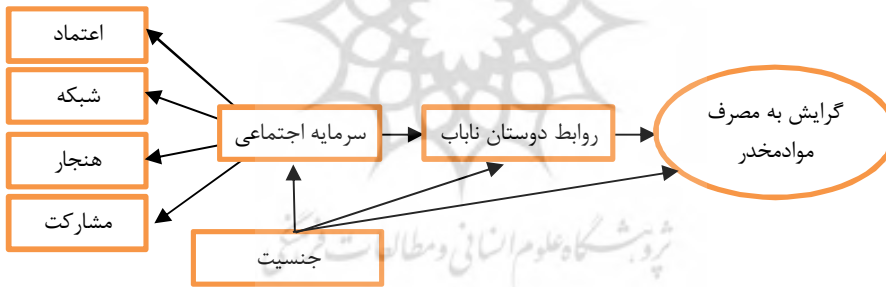 اعتماد
شبکه
هنجار
مشارکت
سرمایه اجتماعی
روابط دوستان ناباب
گرایش به مصرف
موادمخدر
جنسیت
پژوهشگاه علوم انسانی و مطالعات فرهنگی